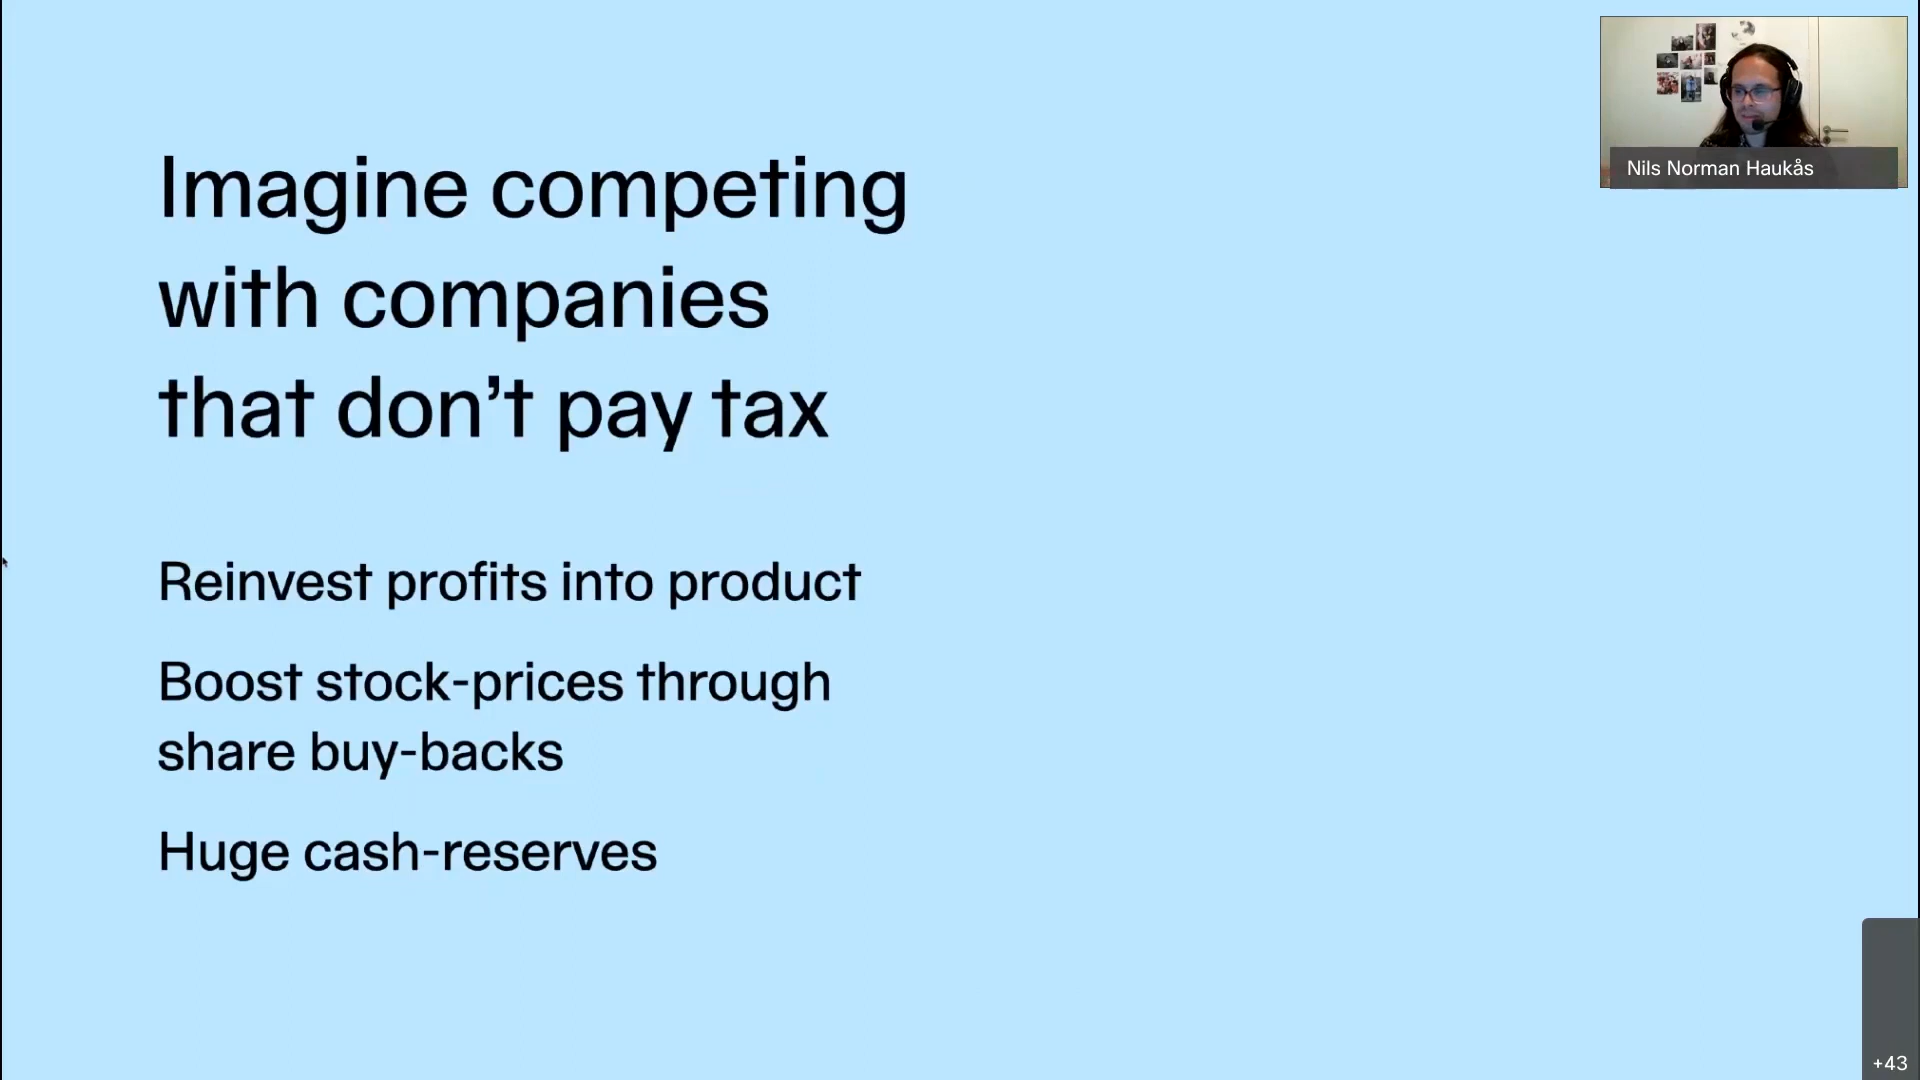 Imagine competing
with companies
that don’t pay tax
Reinvest profits into product
Boost stock-prices through
share buy-backs
Huge cash-reserves
Nils Norman Haukås
+43